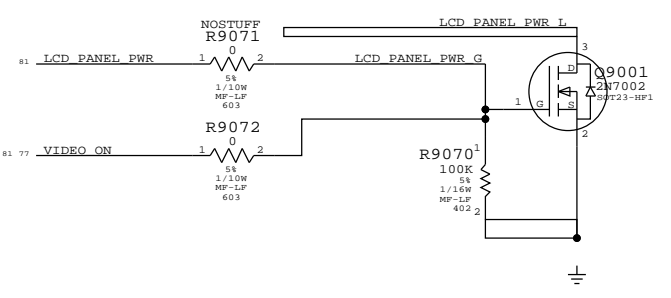 NOSTUFF
R9071
0
LCD_PANEL_PWR_L
81
LCD_PANEL_PWR
1
2
LCD_PANEL_PWR_G
5%
1/10W
MF-LF
603
3
D
Q9001
2N7002
SOT23-HF1
1
G
S
2
R9072
0
81 77
VIDEO_ON
1
2
5%
1/10W
MF-LF
603
R9070
1
100K
5%
1/16W
MF-LF
402
2